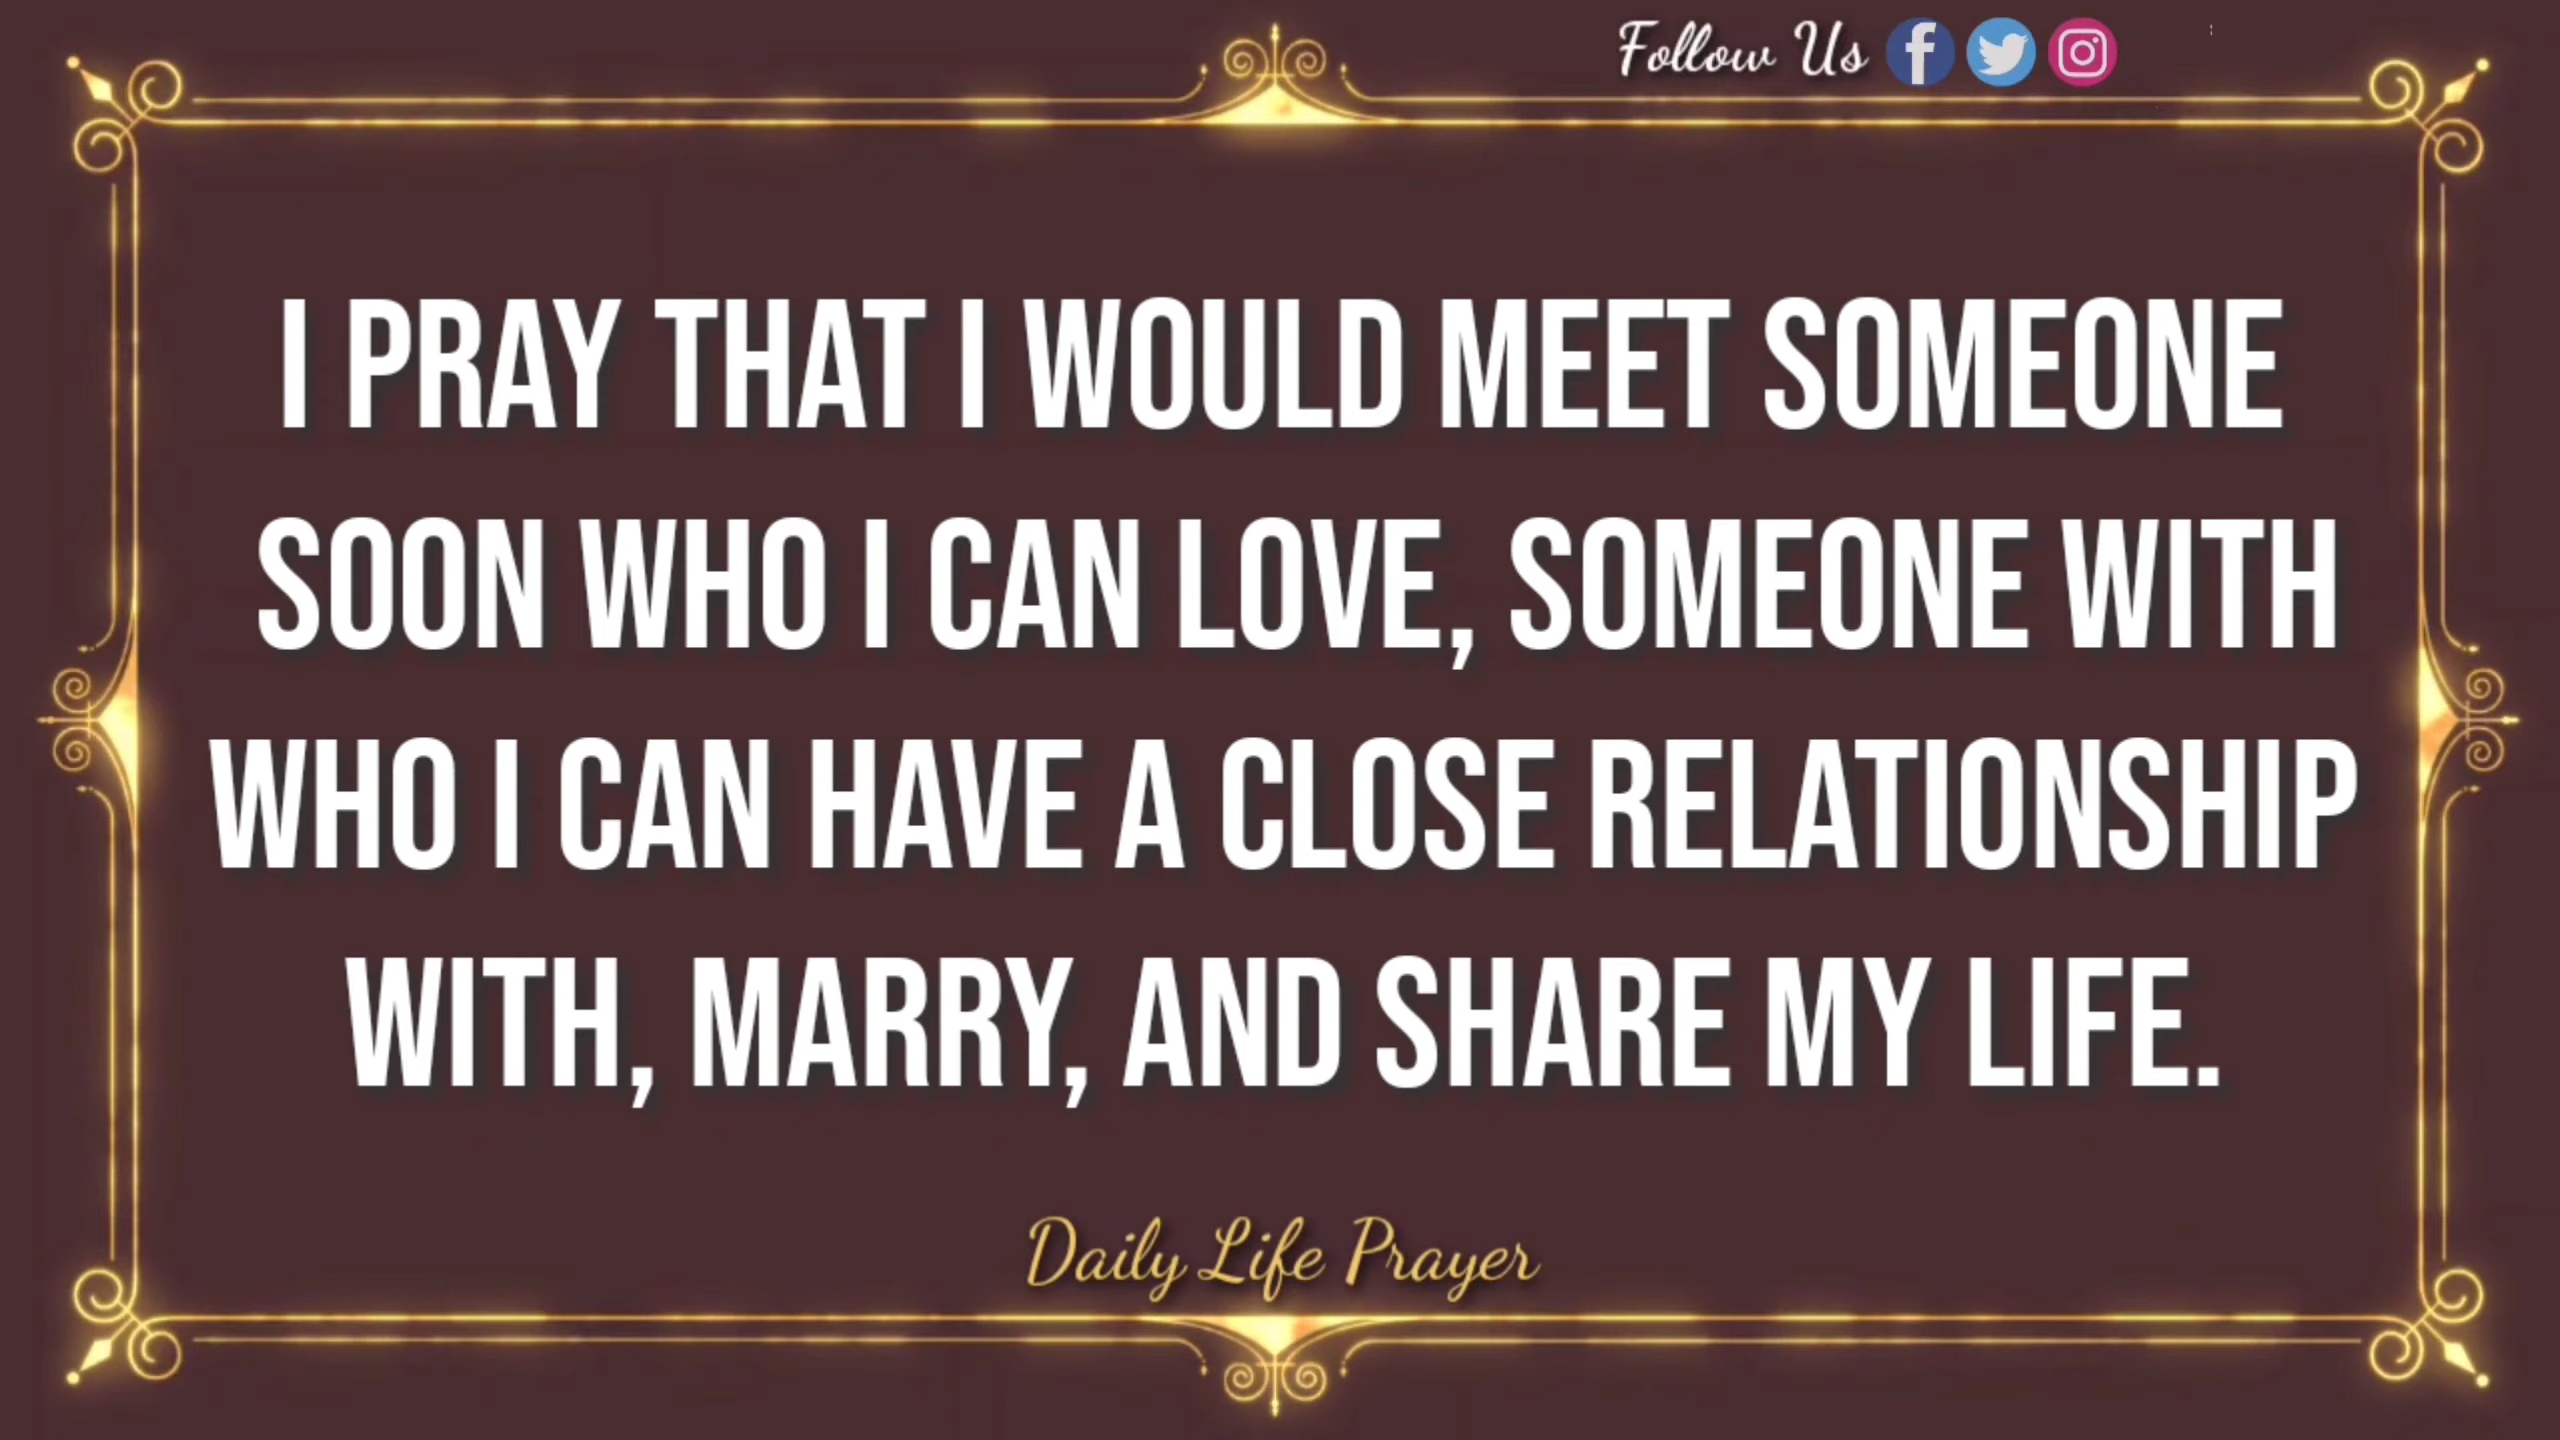 Follow Us
I PRAY THAT I WOULD MEET SOMEONE
SOON WHO I CAN LOVE, SOMEONE WITH
WHO I CAN HAVE A CLOSE RELATIONSHIP
WITH, MARRY, AND SHARE MY LIFE.
Daily Life Prayer